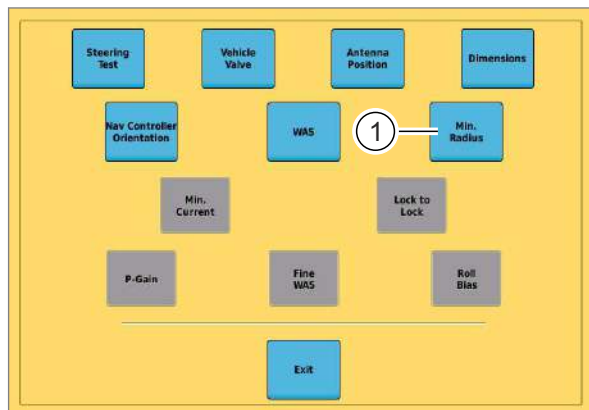 Steering
Test
Vehicle
Valve
Antenna
Position
Dimensions
Nav Controller
Orientation
WAS
1
Min.
Radius
Min.
Current
Lock to
Lock
P-Gain
Fine
WAS
Roll
Bias
Exit